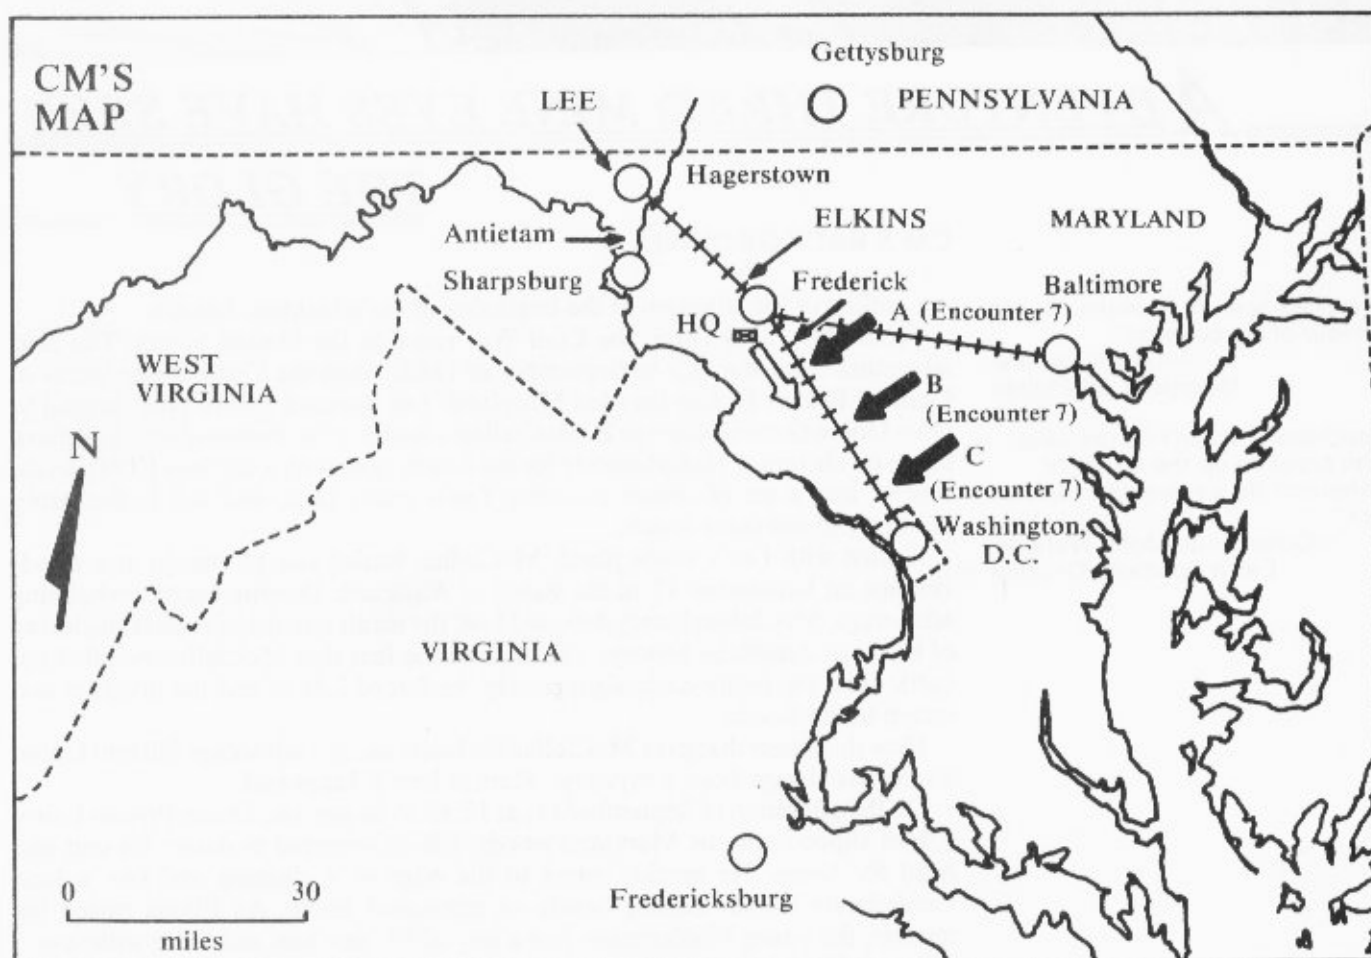 CM'S
MAP
Gettysburg
PENNSYLVANIA
LEE
Hagerstown
ELKINS
MARYLAND
Antietam
Sharpsburg
Frederick
Baltimore
HQ
A (Encounter 7)
WEST
VIRGINIA
B
(Encounter 7)
N
C
(Encounter 7)
Washington,
D.C.
VIRGINIA
0 30
miles
Fredericksburg